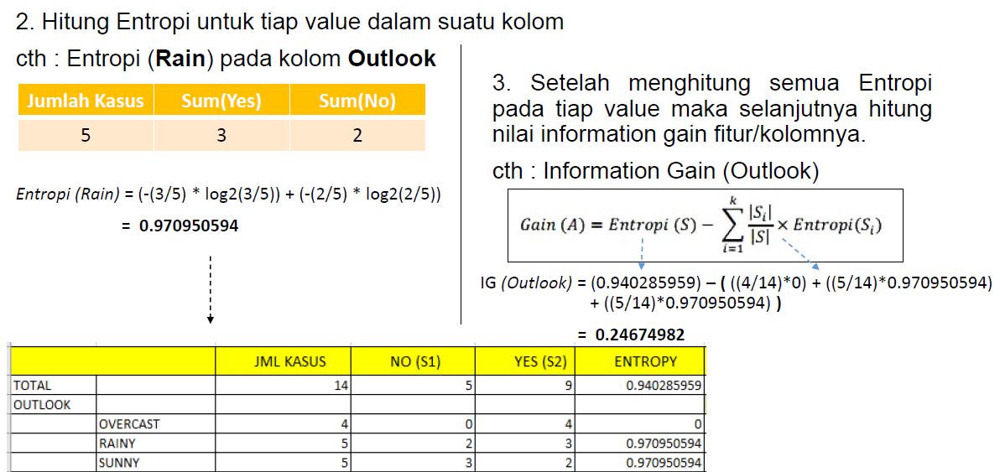 2. Hitung Entropi untuk tiap value dalam suatu kolom
cth : Entropi (Rain) pada kolom Outlook
Jumlah Kasus Sum(Yes) Sum(No)
5 3 2
Entropi (Rain) = (-(3/5) * log2(3/5)) + (-(2/5) * log2(2/5))
= 0.970950594
3. Setelah menghitung semua Entropi
pada tiap value maka selanjutnya hitung
nilai information gain fitur/kolomnya.
cth : Information Gain (Outlook)
Gain (A) = Entropi (S) − ∑ k i=1 |Sᵢ| / |S| × Entropi(Sᵢ)
IG (Outlook) = (0.940285959) – ( ((4/14)*0) + ((5/14)*0.970950594)
+ ((5/14)*0.970950594) )
= 0.24674982
JML KASUS NO (S1) YES (S2) ENTROPY
TOTAL 14 5 9 0.940285959
OUTLOOK
OVERCAST 4 0 4 0
RAINY 5 2 3 0.970950594
SUNNY 5 3 2 0.970950594